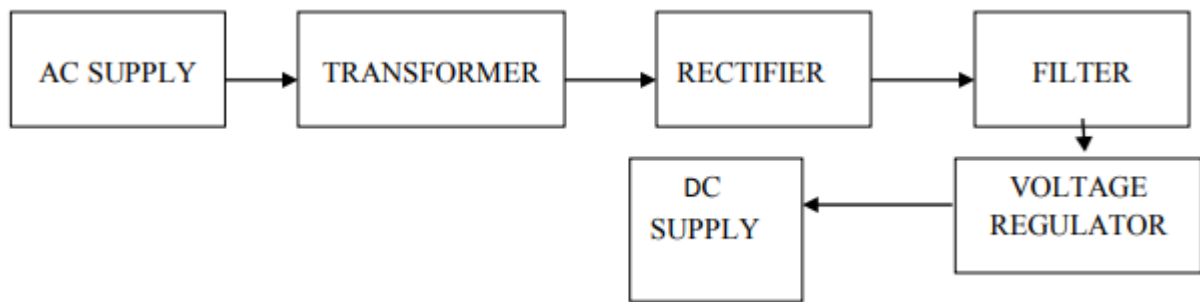 AC SUPPLY
TRANSFORMER
RECTIFIER
FILTER
VOLTAGE
REGULATOR
DC
SUPPLY